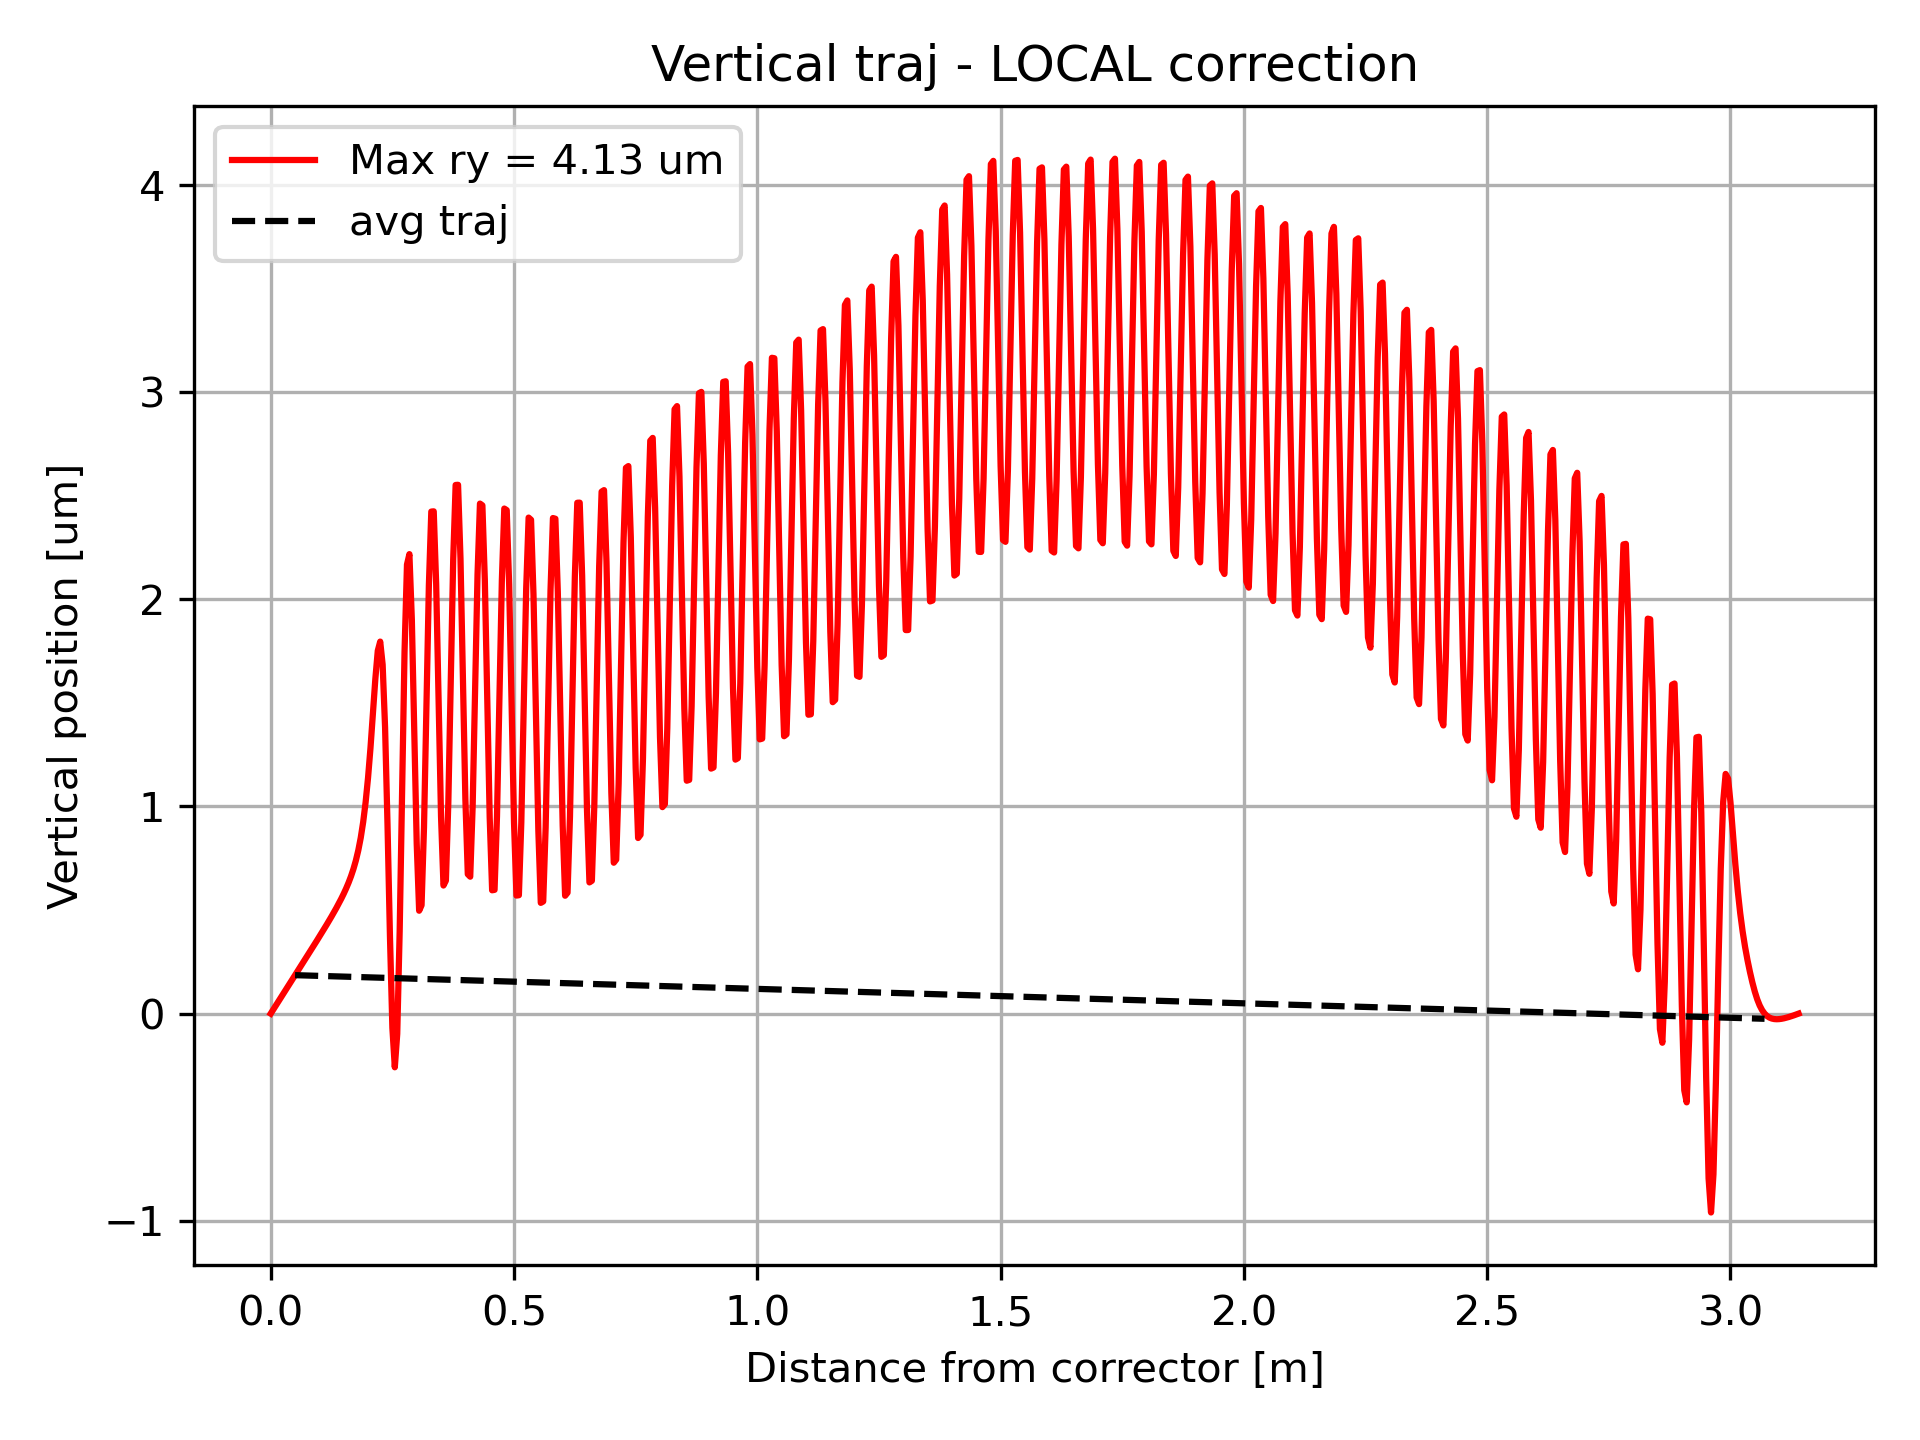 Vertical traj - LOCAL correction
Max ry = 4.13 um
avg traj
Vertical position [um]
4
3
2
1
0
−1
0.0 0.5 1.0 1.5 2.0 2.5 3.0
Distance from corrector [m]